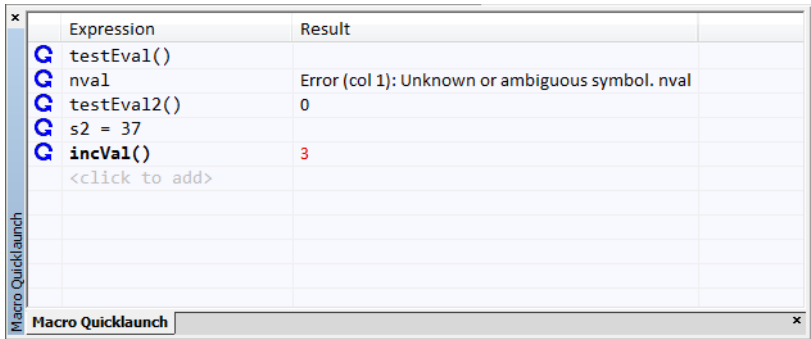 Expression Result
testEval()
nval Error (col 1): Unknown or ambiguous symbol. nval
testEval2() 0
s2 = 37
incVal() 3
<click to add>
Macro Quicklaunch
Macro Quicklaunch